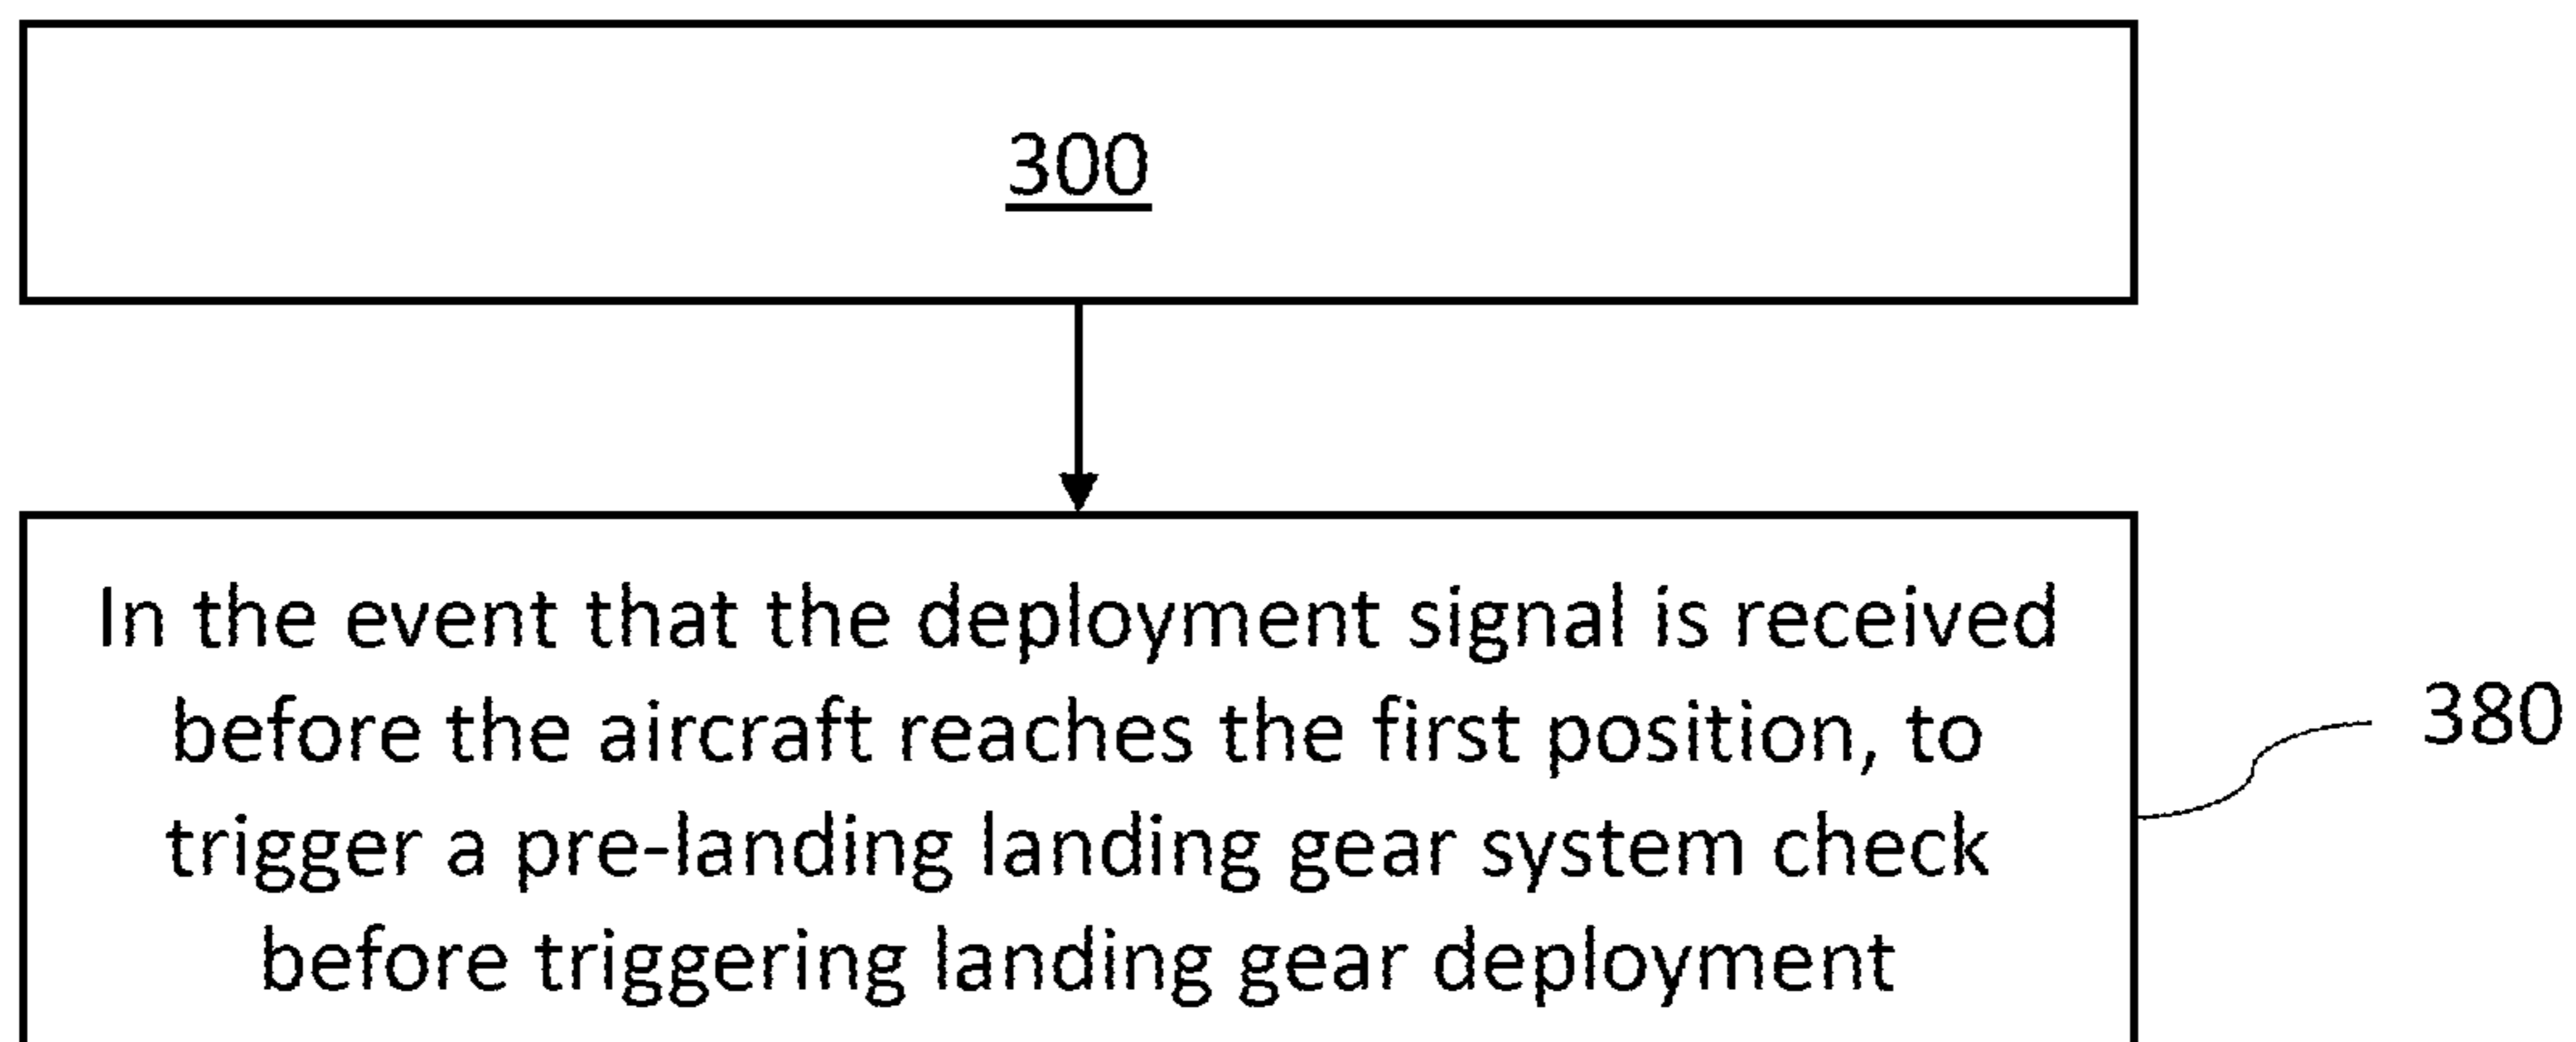 300
In the event that the deployment signal is received
before the aircraft reaches the first position, to
trigger a pre-landing landing gear system check
before triggering landing gear deployment
380